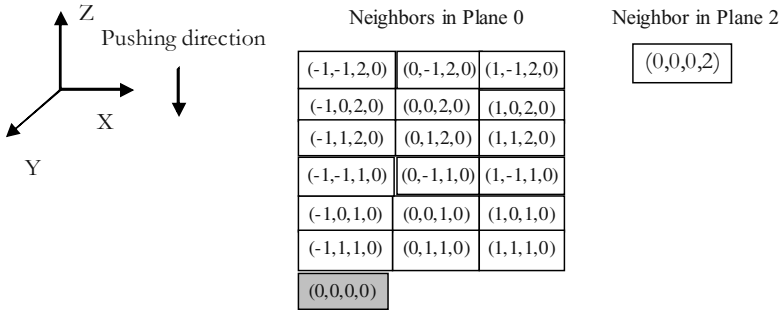 Z
Pushing direction
X
Y
Neighbors in Plane 0
(-1,-1,2,0) (0,-1,2,0) (1,-1,2,0)
(-1,0,2,0) (0,0,2,0) (1,0,2,0)
(-1,1,2,0) (0,1,2,0) (1,1,2,0)
(-1,-1,1,0) (0,-1,1,0) (1,-1,1,0)
(-1,0,1,0) (0,0,1,0) (1,0,1,0)
(-1,1,1,0) (0,1,1,0) (1,1,1,0)
(0,0,0,0)
Neighbor in Plane 2
(0,0,0,2)